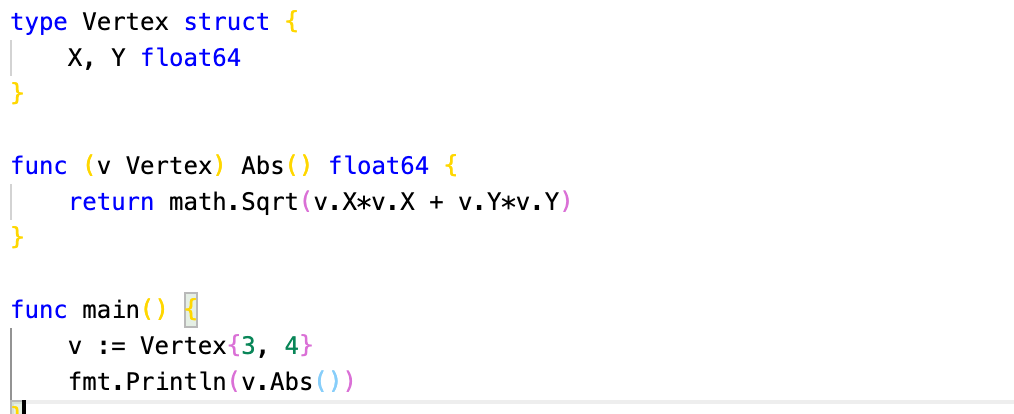 type Vertex struct {
    X, Y float64
}

func (v Vertex) Abs() float64 {
    return math.Sqrt(v.X*v.X + v.Y*v.Y)
}

func main() {
    v := Vertex{3, 4}
    fmt.Println(v.Abs())
}